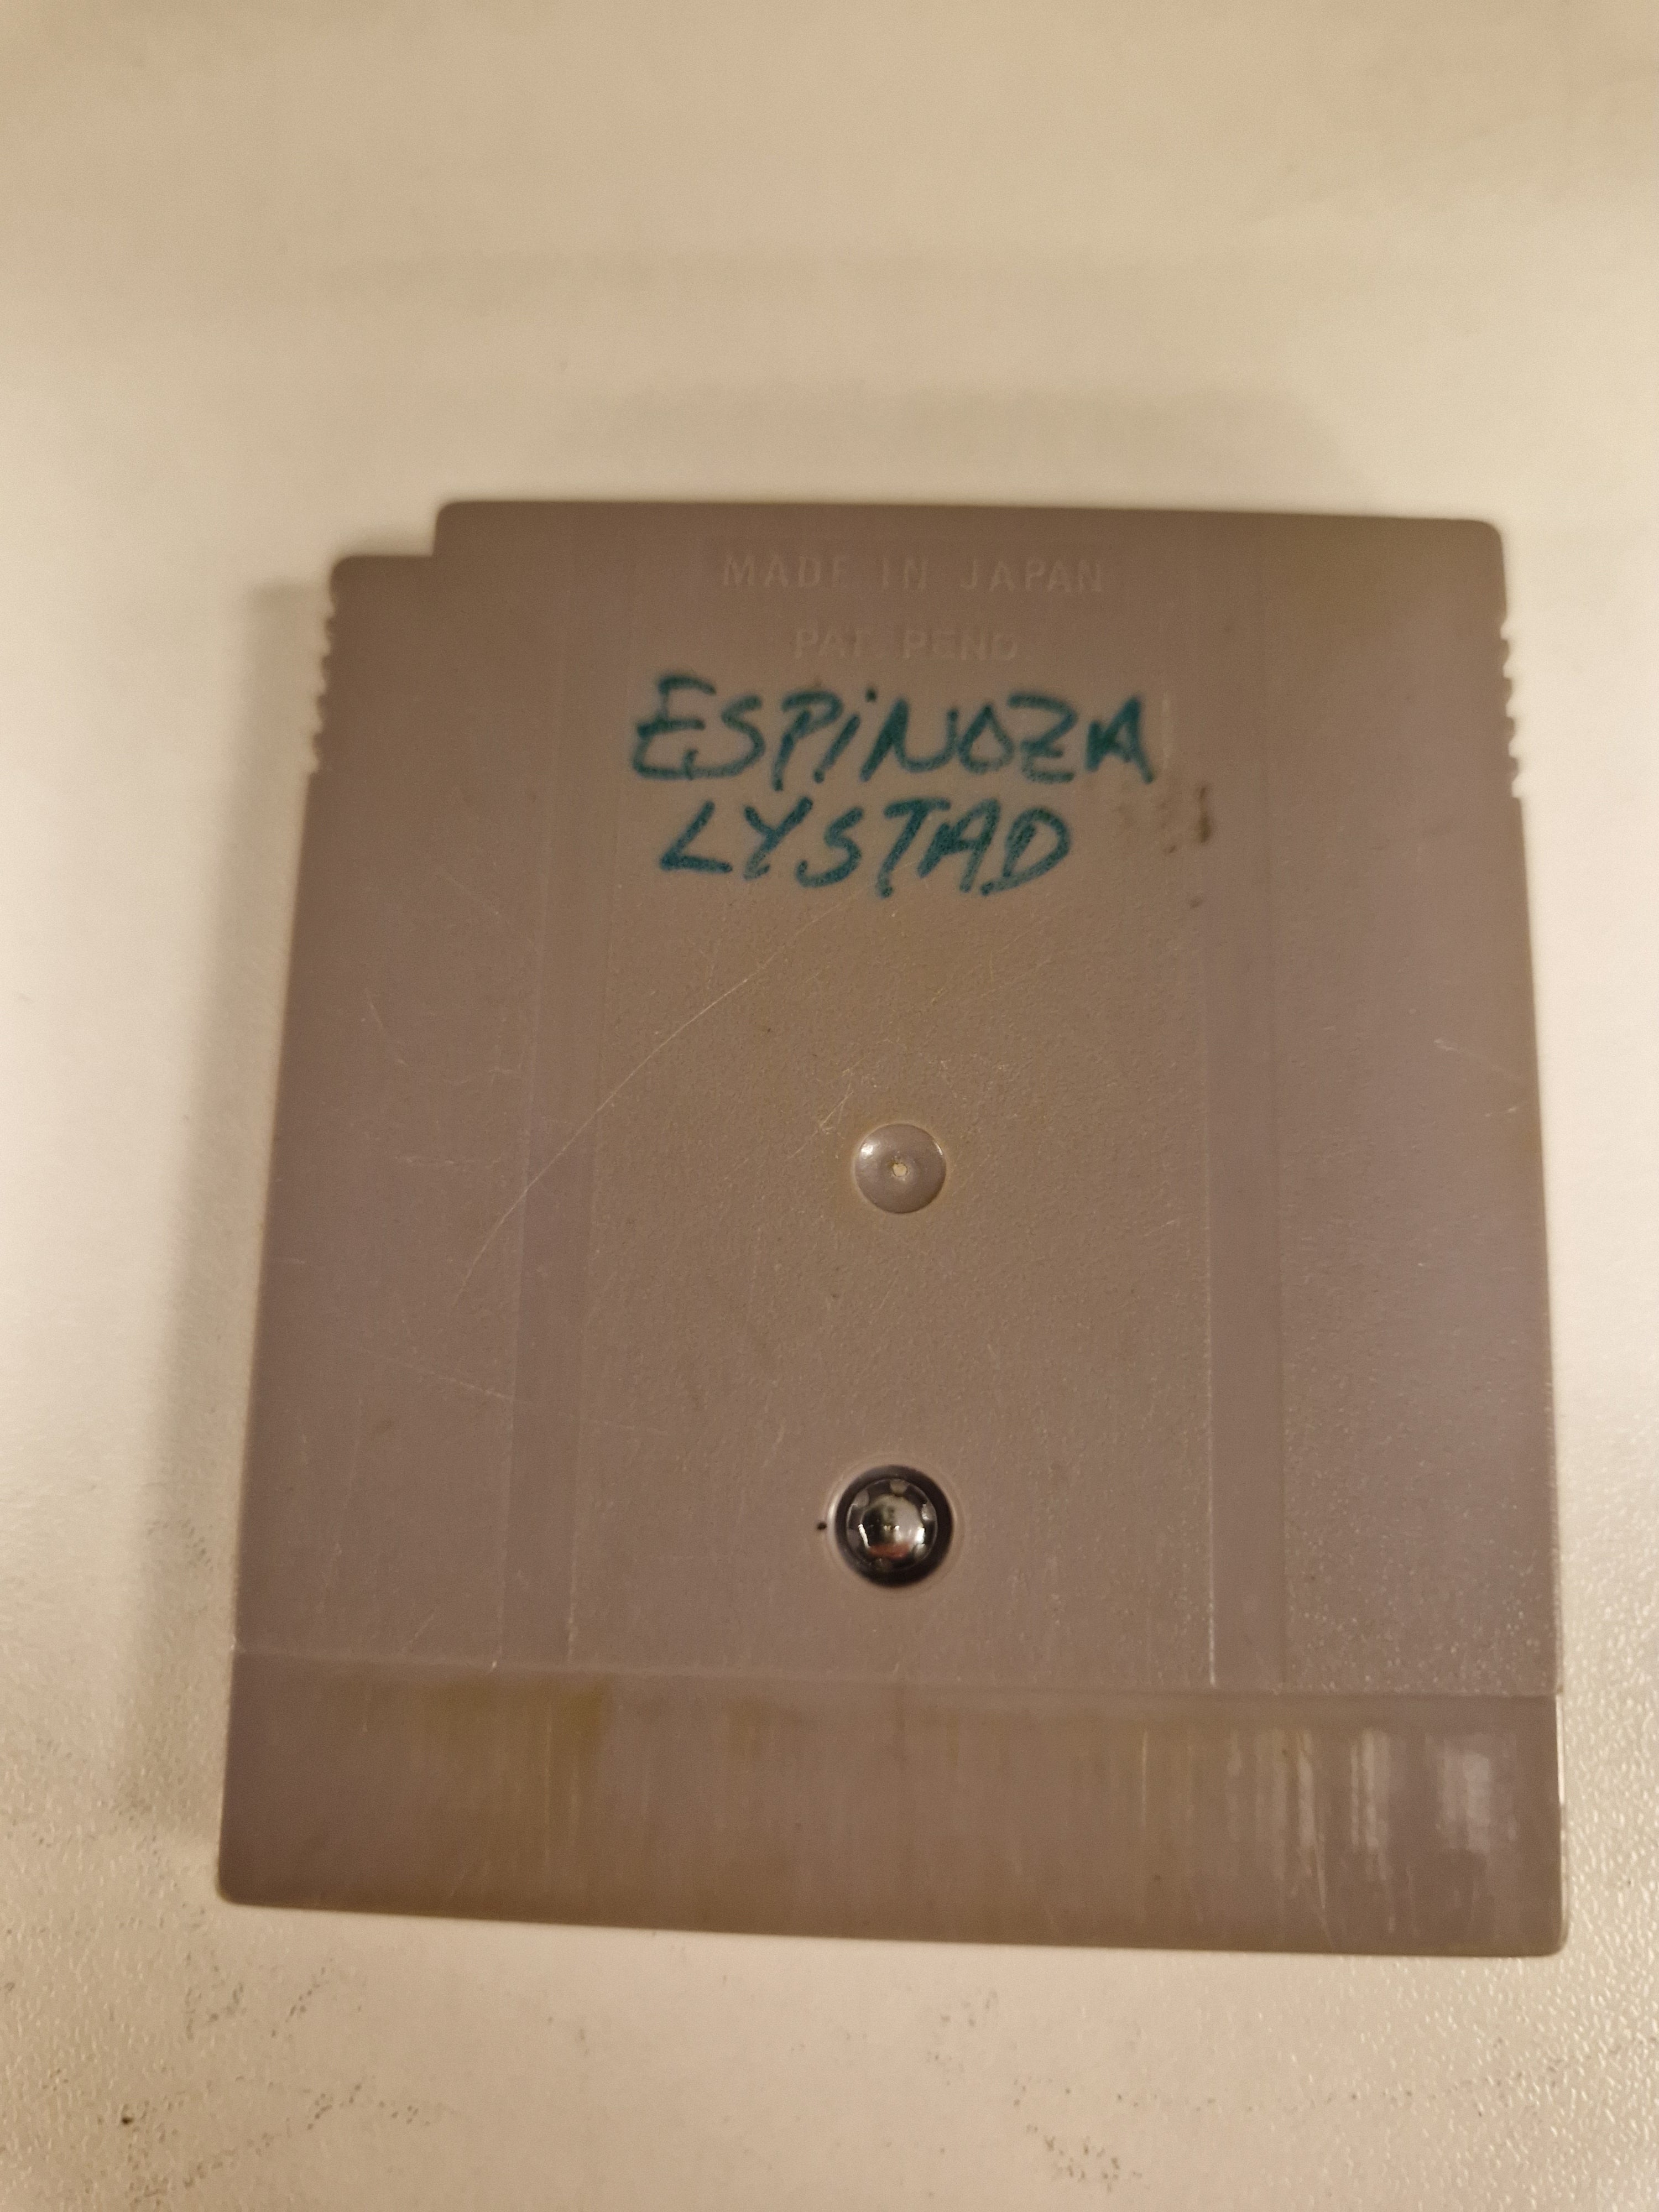 MADE IN JAPAN
PAT. PEND
ESPiNOZA
LYSTAD